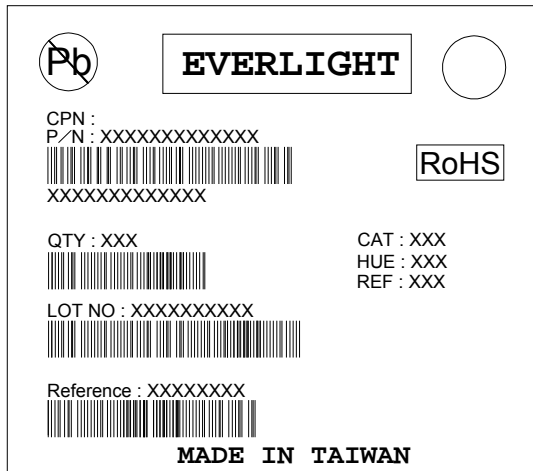 Pb
EVERLIGHT
CPN :
P/N : XXXXXXXXXXXXX
RoHS
XXXXXXXXXXXXX
QTY : XXX
CAT : XXX
HUE : XXX
REF : XXX
LOT NO : XXXXXXXXXX
Reference : XXXXXXXX
MADE IN TAIWAN